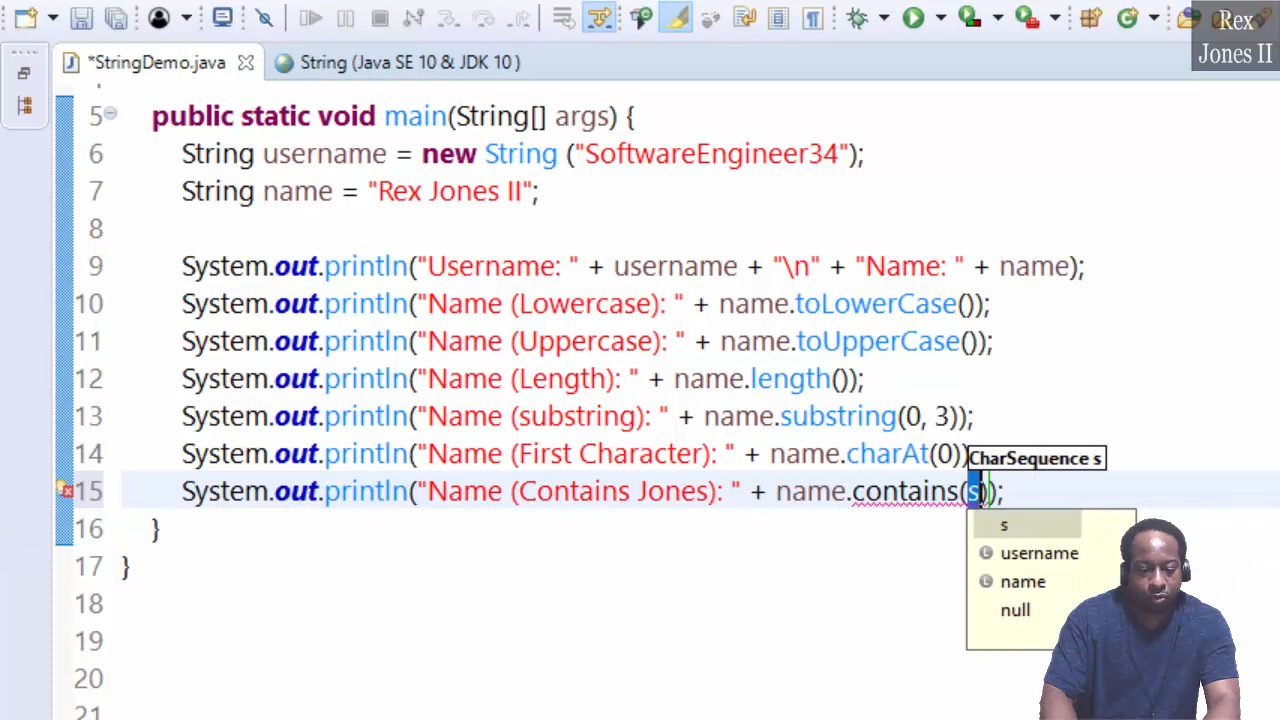 Rex
Jones II
*StringDemo.java
String (Java SE 10 & JDK 10 )
5 public static void main(String[] args) {
6 String username = new String ("SoftwareEngineer34");
7 String name = "Rex Jones II";
8
9 System.out.println("Username: " + username + "\n" + "Name: " + name);
10 System.out.println("Name (Lowercase): " + name.toLowerCase());
11 System.out.println("Name (Uppercase): " + name.toUpperCase());
12 System.out.println("Name (Length): " + name.length());
13 System.out.println("Name (substring): " + name.substring(0, 3));
14 System.out.println("Name (First Character): " + name.charAt(0))
CharSequence s
15 System.out.println("Name (Contains Jones): " + name.contains(s));
s
16 }
username
17 }
name
18
null
19
20
21